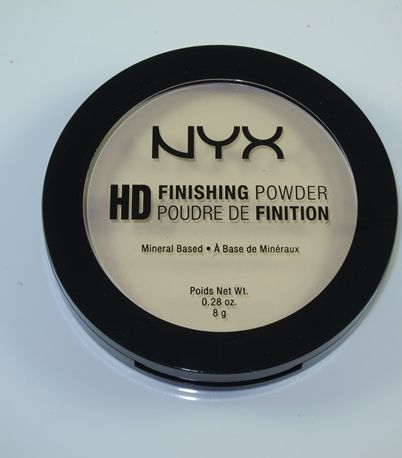 NYX
HD FINISHING POWDER
POUDRE DE FINITION
Mineral Based • À Base de Minéraux
Poids Net Wt.
0.28 oz.
8 g